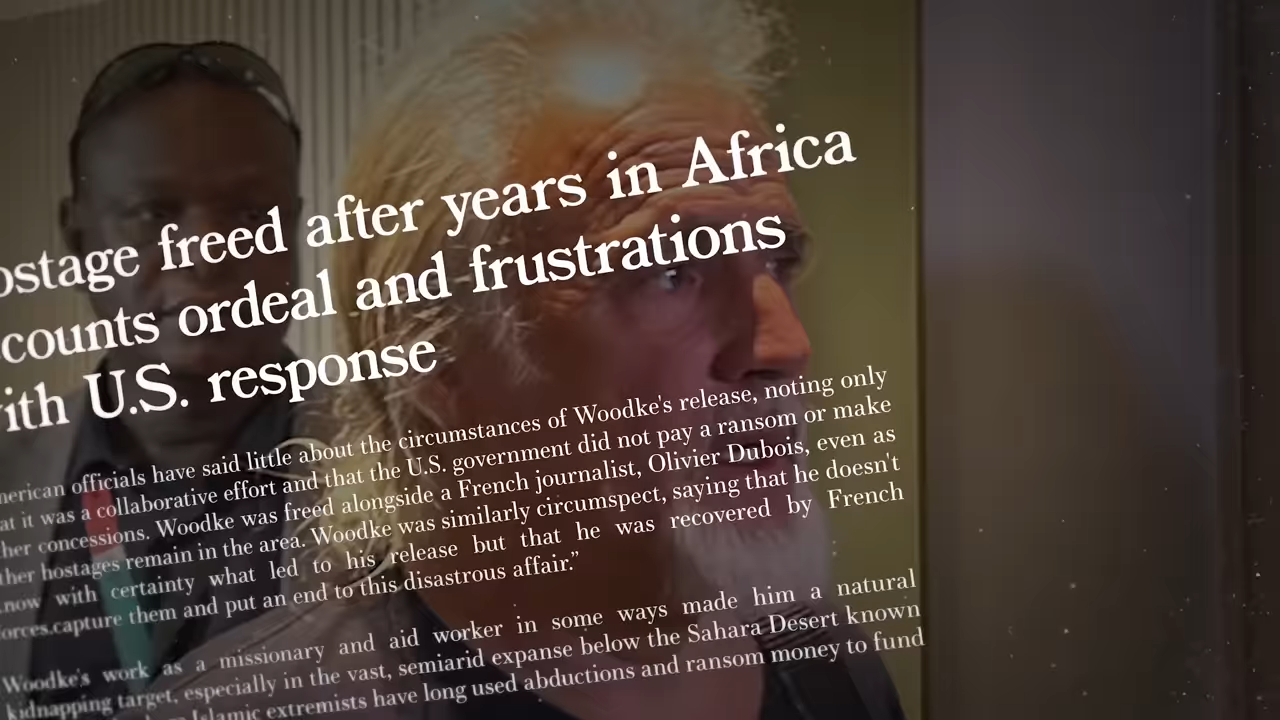 ostage freed after years in Africa
counts ordeal and frustrations
ith U.S. response
nerican officials have said little about the circumstances of Woodke's release, noting only
at it was a collaborative effort and that the U.S. government did not pay a ransom or make
her concessions. Woodke was freed alongside a French journalist, Olivier Dubois, even as
ther hostages remain in the area. Woodke was similarly circumspect, saying that he doesn't
now with certainty what led to his release but that he was recovered by French
orces.capture them and put an end to this disastrous affair.”
Woodke's work as a missionary and aid worker in some ways made him a natural
kidnapping target, especially in the vast, semiarid expanse below the Sahara Desert known
Islamic extremists have long used abductions and ransom money to fund